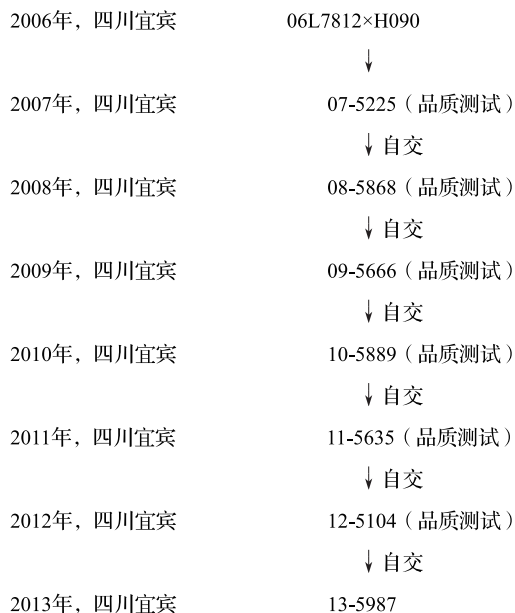 2006年，四川宜宾 06L7812×H090
↓
2007年，四川宜宾 07-5225（品质测试）
↓自交
2008年，四川宜宾 08-5868（品质测试）
↓自交
2009年，四川宜宾 09-5666（品质测试）
↓自交
2010年，四川宜宾 10-5889（品质测试）
↓自交
2011年，四川宜宾 11-5635（品质测试）
↓自交
2012年，四川宜宾 12-5104（品质测试）
↓自交
2013年，四川宜宾 13-5987